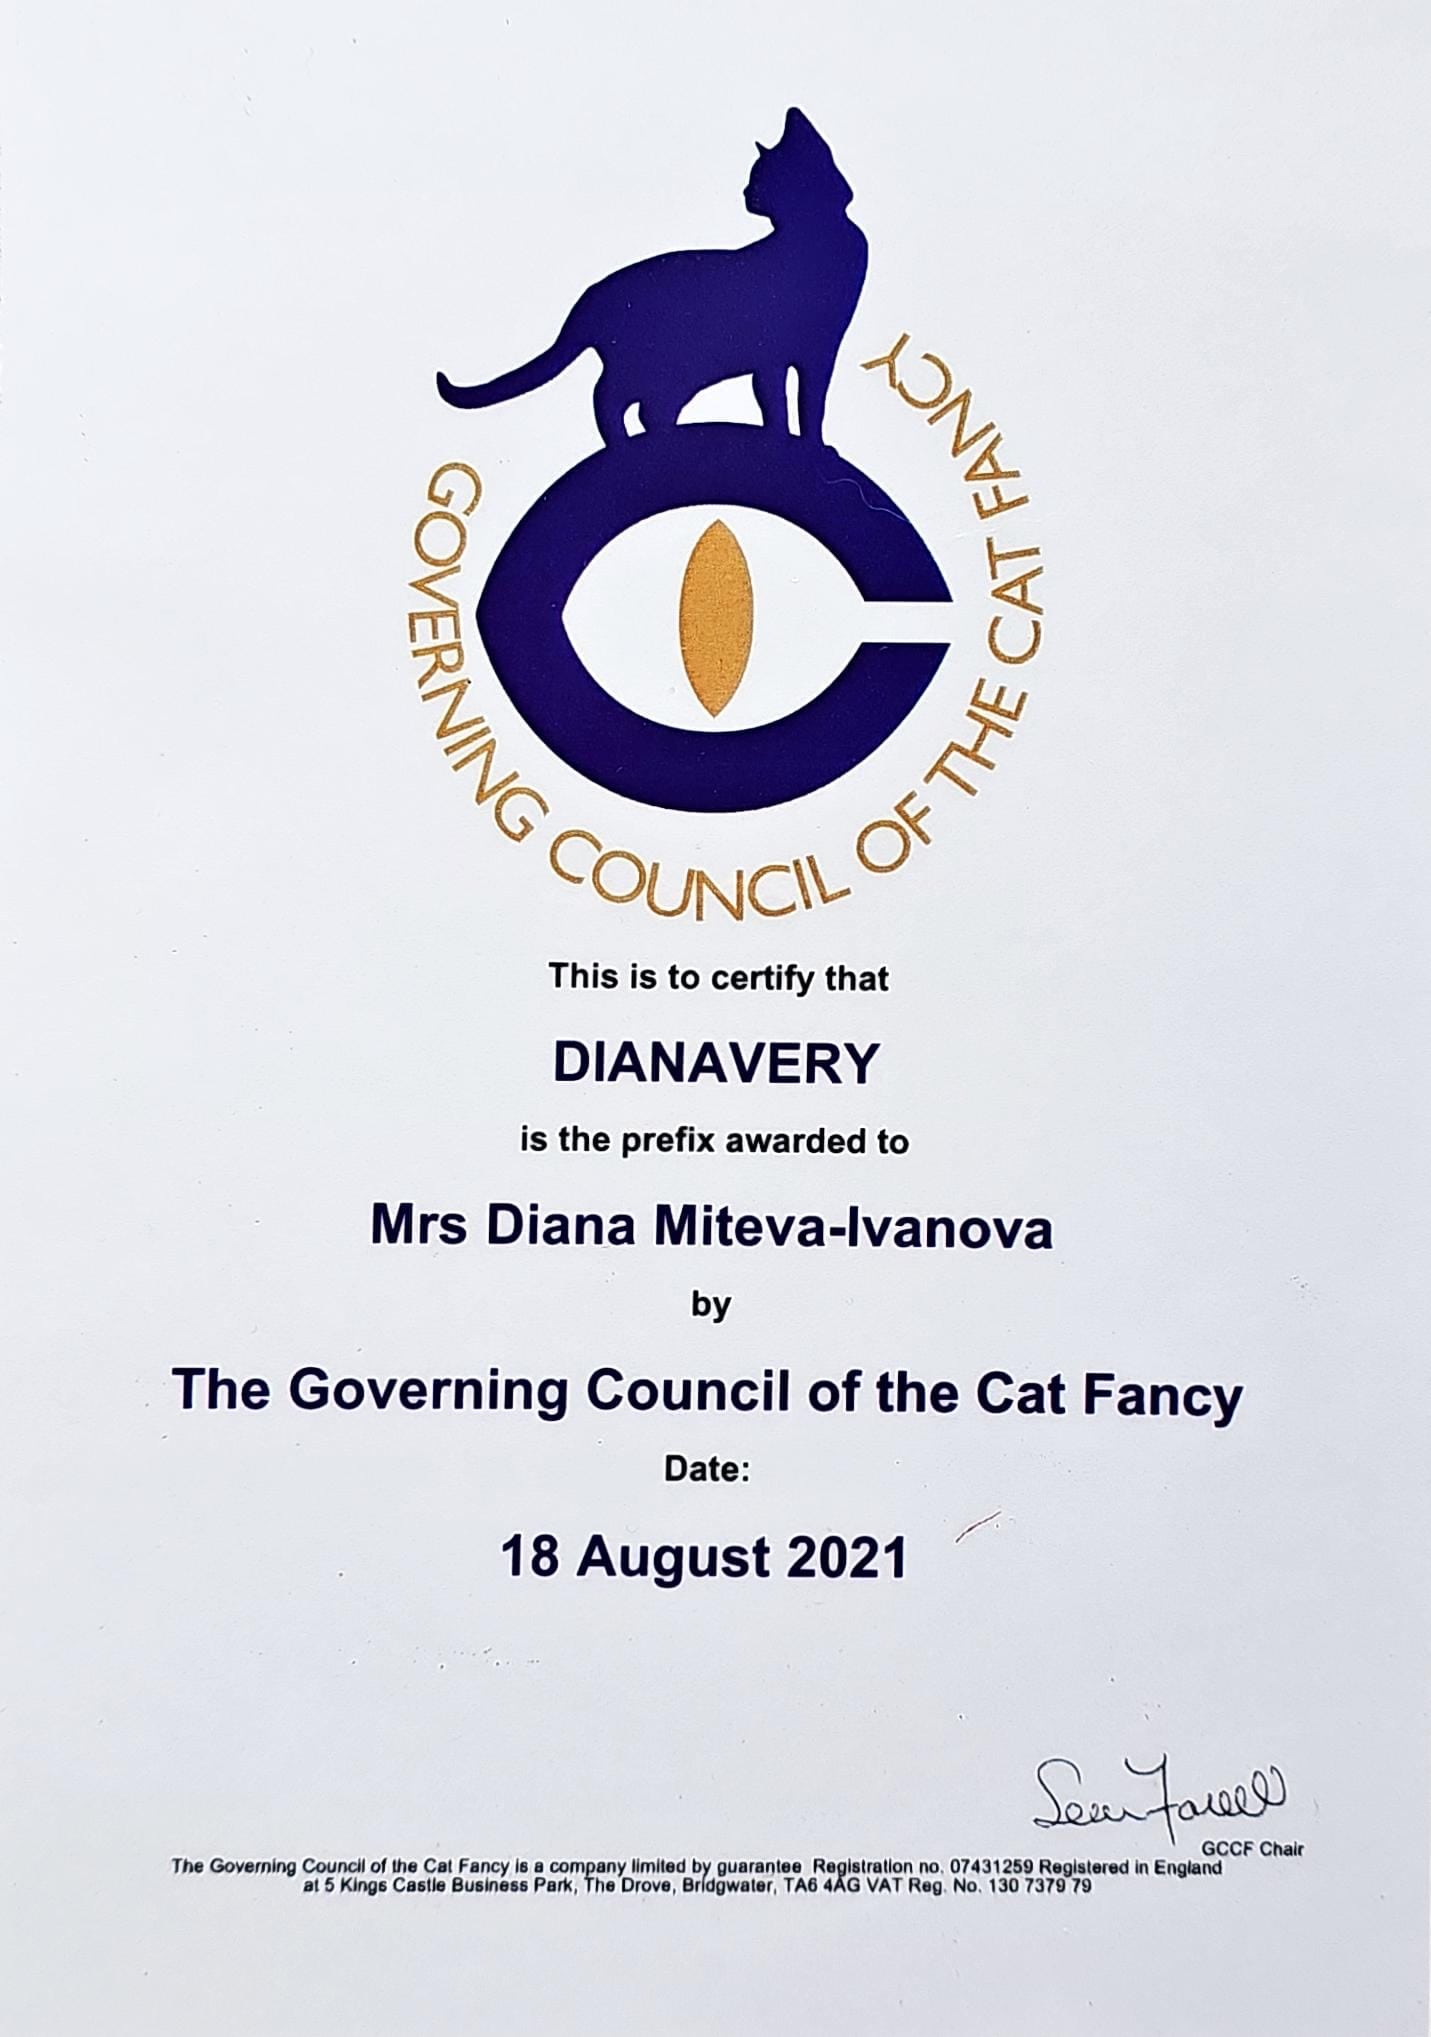 GOVERNING COUNCIL OF THE CAT FANCY
This is to certify that
DIANAVERY
is the prefix awarded to
Mrs Diana Miteva-Ivanova
by
The Governing Council of the Cat Fancy
Date:
18 August 2021
Sean Farrell
GCCF Chair
The Governing Council of the Cat Fancy is a company limited by guarantee Registration no. 07431259 Registered in England
at 5 Kings Castle Business Park, The Drove, Bridgwater, TA6 4AG VAT Reg. No. 130 7379 79